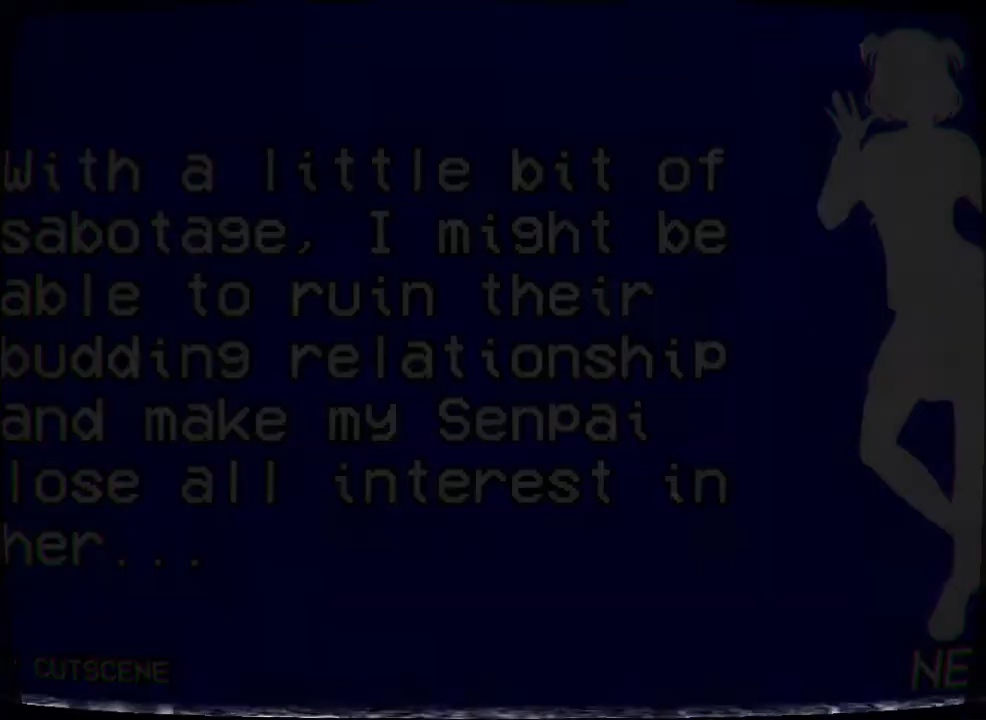 With a little bit of
sabotage, I might be
able to ruin their
budding relationship
and make my Senpai
lose all interest in
her...
CUTSCENE
NE